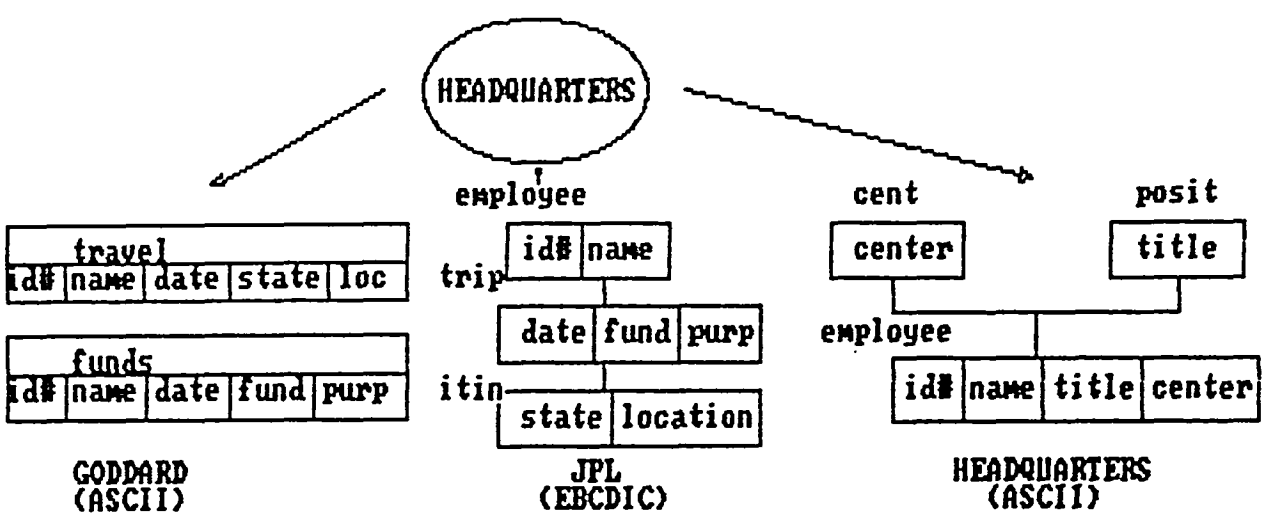 HEADQUARTERS
travel
id# name date state loc
funds
id# name date fund purp
GODDARD
(ASCII)
employee
id# name
trip
date fund purp
itin
state location
JPL
(EBCDIC)
cent posit
center title
employee
id# name title center
HEADQUARTERS
(ASCII)